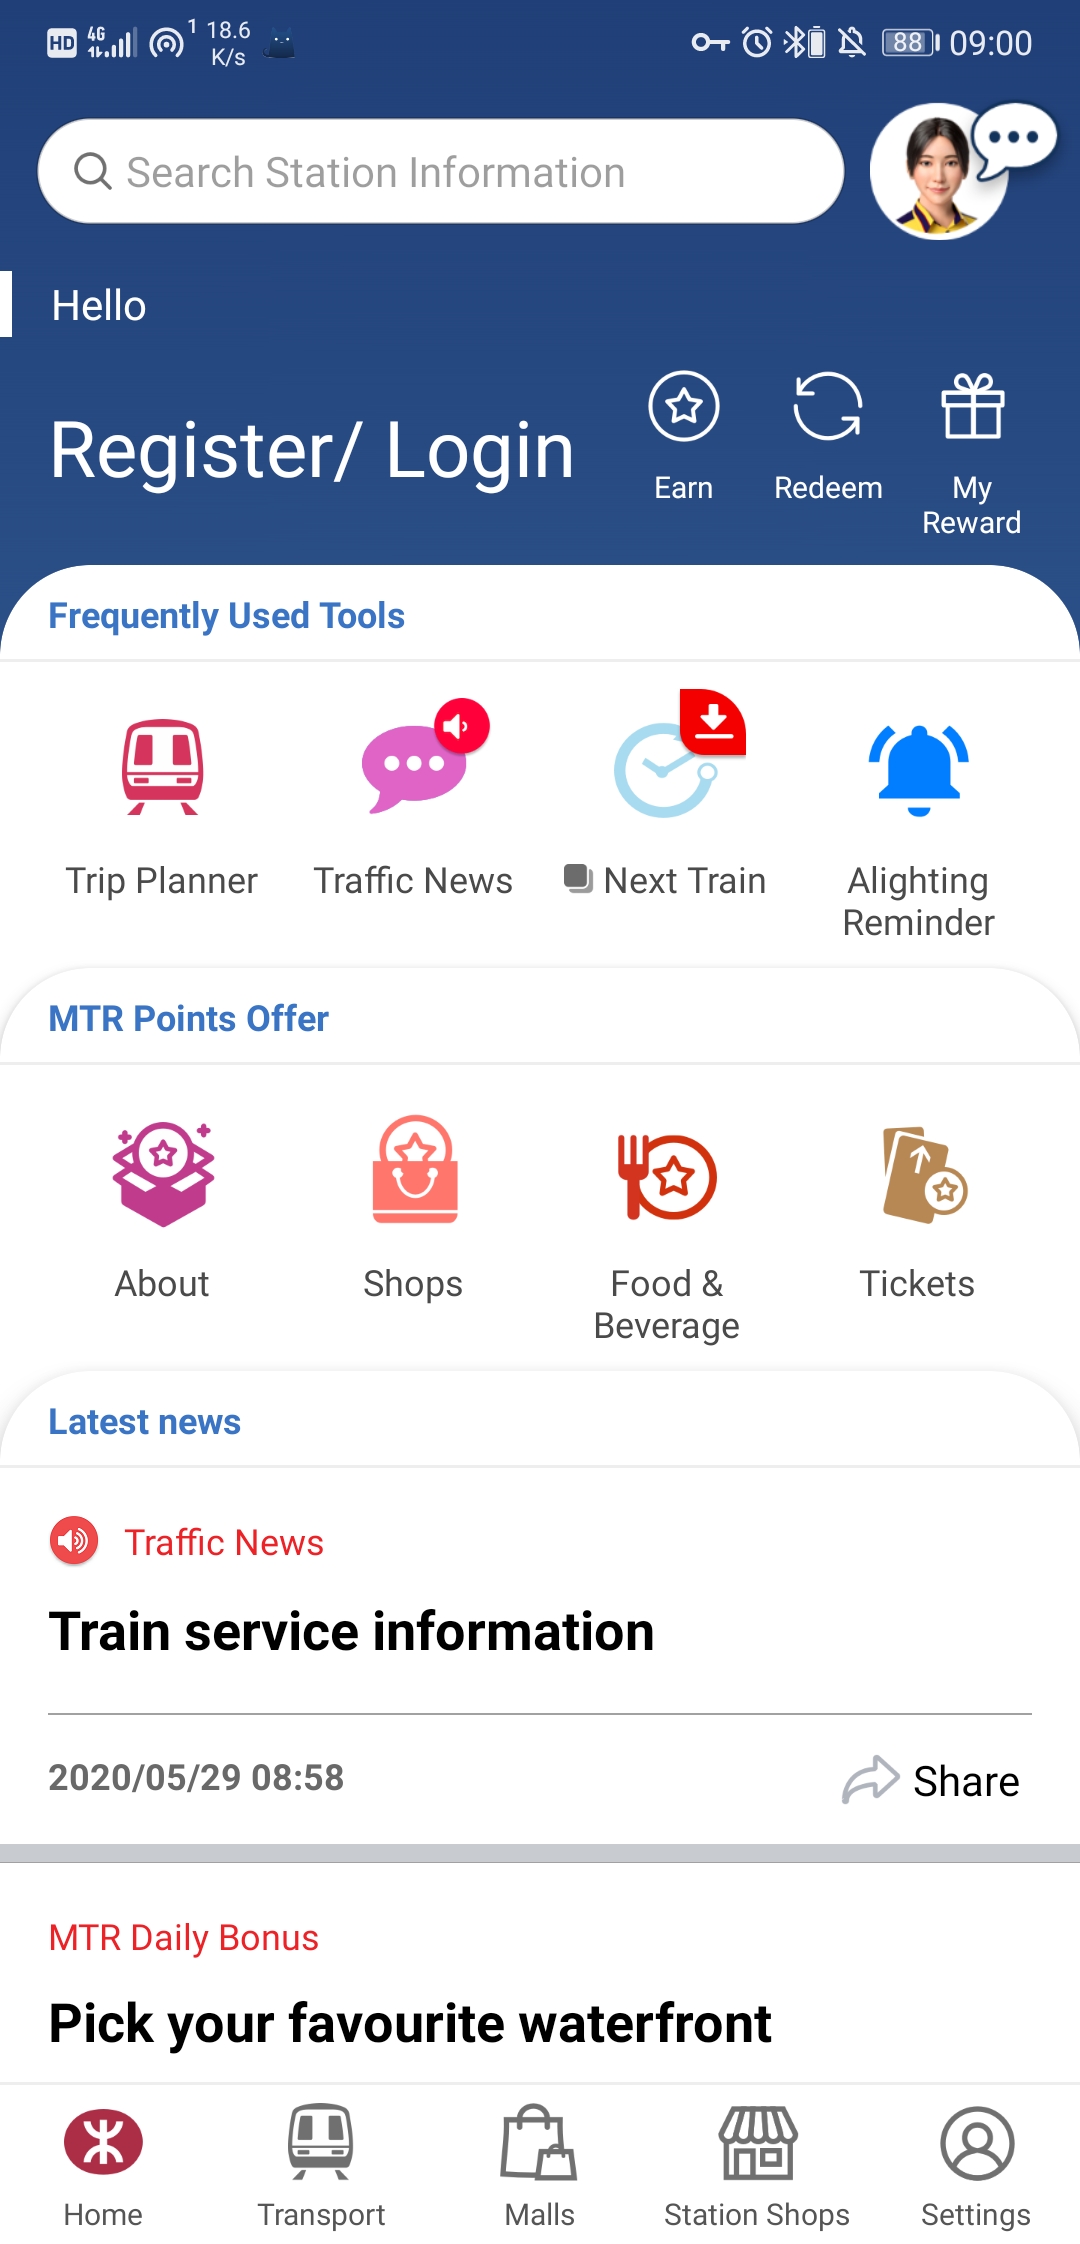 HD 4G 1 18.6 K/s 88 09:00
Search Station Information
Hello
Register/ Login
Earn
Redeem
My
Reward
Frequently Used Tools
Trip Planner
Traffic News
Next Train
Alighting
Reminder
MTR Points Offer
About
Shops
Food &
Beverage
Tickets
Latest news
Traffic News
Train service information
2020/05/29 08:58
Share
MTR Daily Bonus
Pick your favourite waterfront
Home
Transport
Malls
Station Shops
Settings